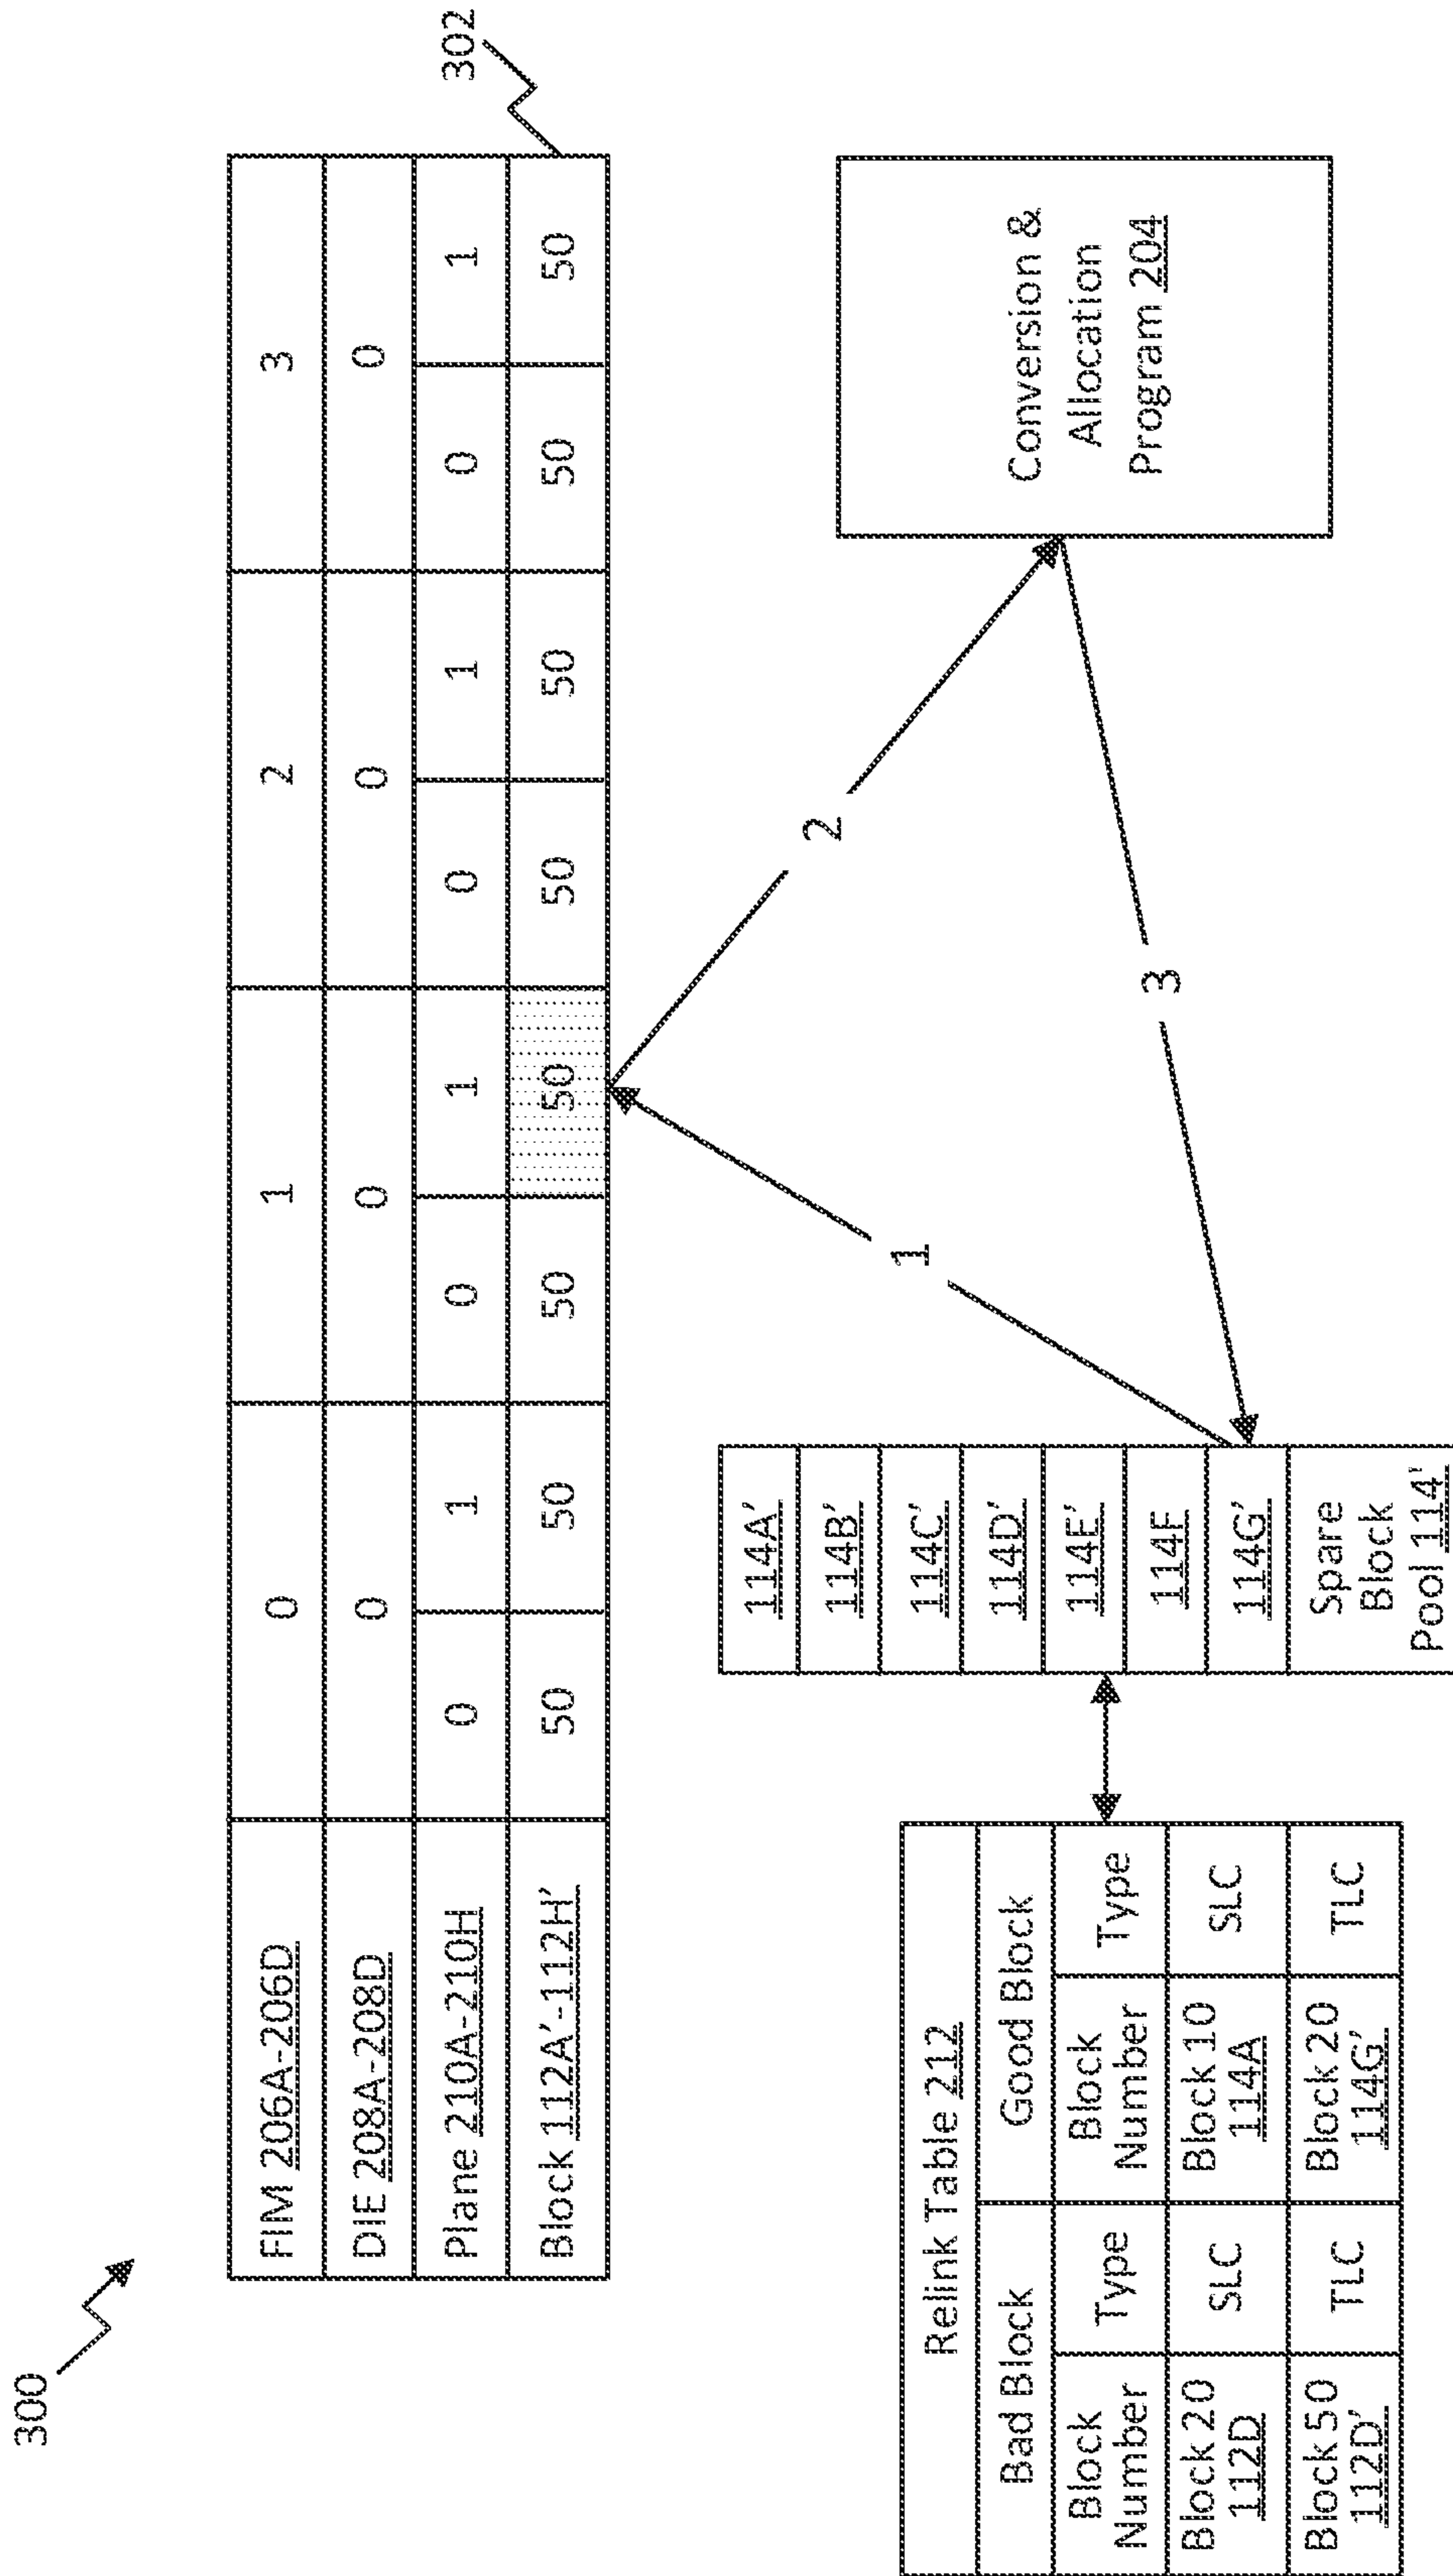 300
302
FIM 206A-206D 0 1 2 3
DIE 208A-208D 0 0 0 0
Plane 210A-210H 0 1 0 1 0 1 0 1
Block 112A'-112H' 50 50 50 50 50 50 50 50
1
2
3
Conversion &
Allocation
Program 204
114A'
114B'
114C'
114D'
114E'
114F
114G'
Spare
Block
Pool 114'
Relink Table 212
Bad Block Good Block
Block
Number
Type
Block
Number
Type
Block 20
112D
SLC
Block 10
114A
SLC
Block 50
112D'
TLC
Block 20
114G'
TLC